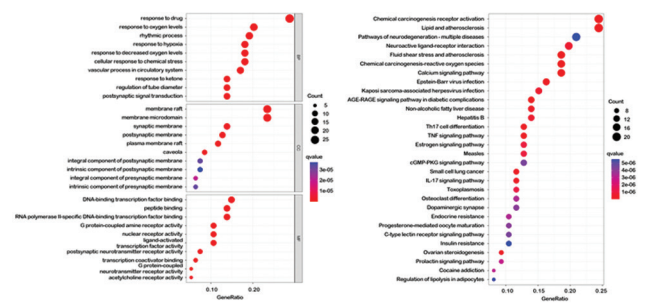 response to drug
response to oxygen levels
rhythmic process
response to hypoxia
response to decreased oxygen levels
cellular response to chemical stress
vascular process in circulatory system
response to ketone
regulation of tube diameter
postsynaptic signal transduction
BP
membrane raft
membrane microdomain
synaptic membrane
postsynaptic membrane
plasma membrane raft
caveola
integral component of postsynaptic membrane
intrinsic component of postsynaptic membrane
integral component of presynaptic membrane
intrinsic component of presynaptic membrane
CC
DNA-binding transcription factor binding
peptide binding
RNA polymerase II-specific DNA-binding transcription factor binding
G protein-coupled amine receptor activity
nuclear receptor activity
ligand-activated
transcription factor activity
postsynaptic neurotransmitter receptor activity
transcription coactivator binding
G protein-coupled
neurotransmitter receptor activity
acetylcholine receptor activity
MF
0.10 0.20
GeneRatio
Count
5
10
15
20
25
qvalue
3e-05
2e-05
1e-05
Chemical carcinogenesis receptor activation
Lipid and atherosclerosis
Pathways of neurodegeneration - multiple diseases
Neuroactive ligand-receptor interaction
Fluid shear stress and atherosclerosis
Chemical carcinogenesis-reactive oxygen species
Calcium signaling pathway
Epstein-Barr virus infection
Kaposi sarcoma-associated herpesvirus infection
AGE-RAGE signaling pathway in diabetic complications
Non-alcoholic fatty liver disease
Hepatitis B
Th17 cell differentiation
TNF signaling pathway
Estrogen signaling pathway
Measles
cGMP-PKG signaling pathway
Small cell lung cancer
IL-17 signaling pathway
Toxoplasmosis
Osteoclast differentiation
Dopaminergic synapse
Endocrine resistance
Progesterone-mediated oocyte maturation
C-type lectin receptor signaling pathway
Insulin resistance
Ovarian steroidogenesis
Prolactin signaling pathway
Cocaine addiction
Regulation of lipolysis in adipocytes
0.10 0.15 0.20 0.25
GeneRatio
Count
8
12
16
20
qvalue
4e-06
3e-06
2e-06
1e-06